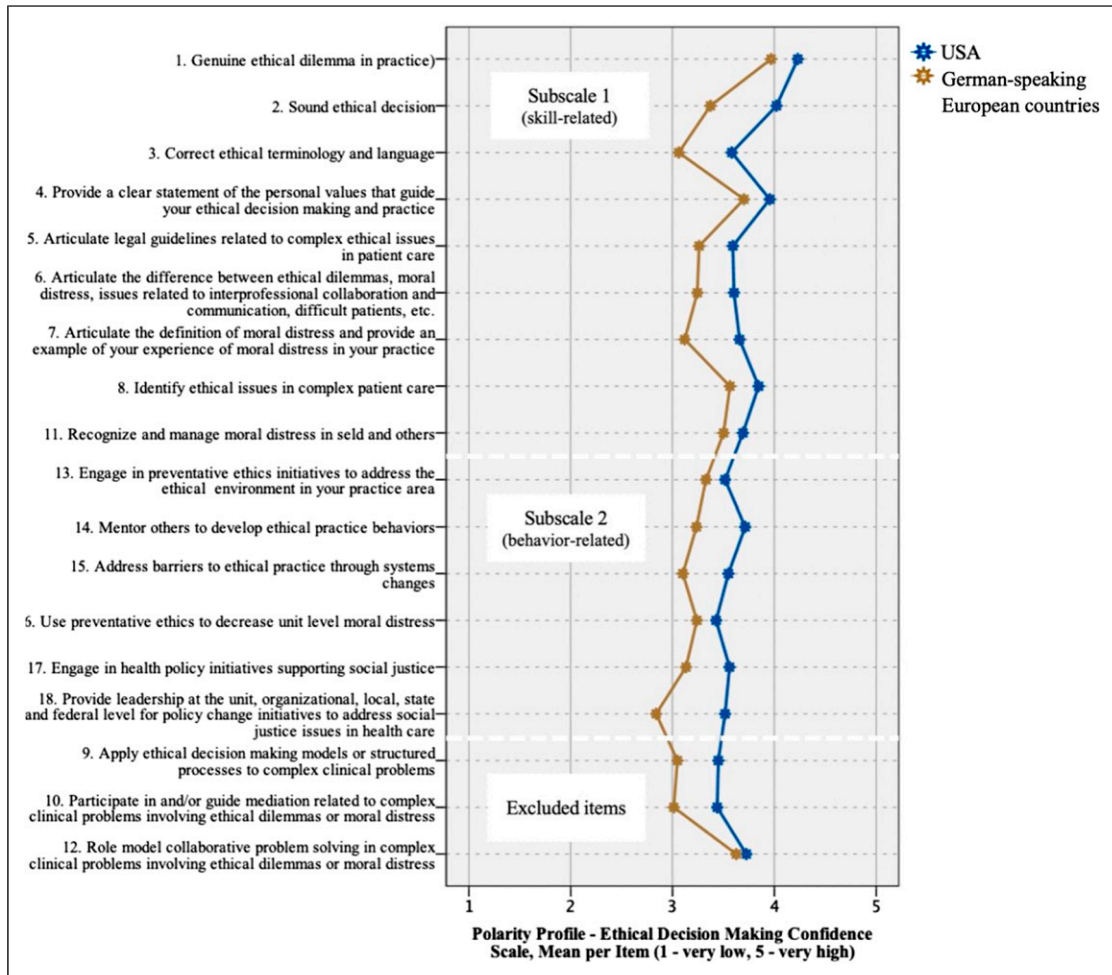 1. Genuine ethical dilemma in practice)
2. Sound ethical decision
3. Correct ethical terminology and language
4. Provide a clear statement of the personal values that guide
your ethical decision making and practice
5. Articulate legal guidelines related to complex ethical issues
in patient care
6. Articulate the difference between ethical dilemmas, moral
distress, issues related to interprofessional collaboration and
communication, difficult patients, etc.
7. Articulate the definition of moral distress and provide an
example of your experience of moral distress in your practice
8. Identify ethical issues in complex patient care
11. Recognize and manage moral distress in seld and others
13. Engage in preventative ethics initiatives to address the
ethical environment in your practice area
14. Mentor others to develop ethical practice behaviors
15. Address barriers to ethical practice through systems
changes
6. Use preventative ethics to decrease unit level moral distress
17. Engage in health policy initiatives supporting social justice
18. Provide leadership at the unit, organizational, local, state
and federal level for policy change initiatives to address social
justice issues in health care
9. Apply ethical decision making models or structured
processes to complex clinical problems
10. Participate in and/or guide mediation related to complex
clinical problems involving ethical dilemmas or moral distress
12. Role model collaborative problem solving in complex
clinical problems involving ethical dilemmas or moral distress
Subscale 1
(skill-related)
Subscale 2
(behavior-related)
Excluded items
USA
German-speaking
European countries
1 2 3 4 5
Polarity Profile - Ethical Decision Making Confidence
Scale, Mean per Item (1 - very low, 5 - very high)